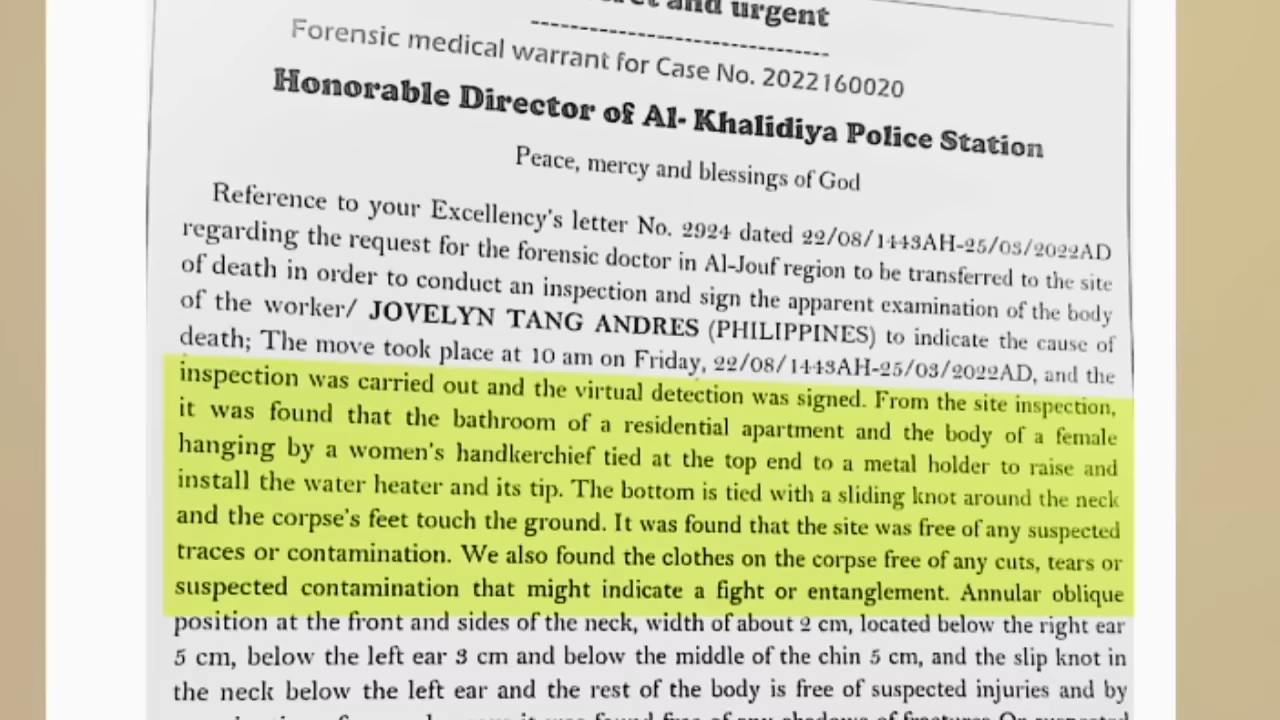 and urgent
-----------------------------
Forensic medical warrant for Case No. 2022160020
Honorable Director of Al- Khalidiya Police Station
Peace, mercy and blessings of God
Reference to your Excellency's letter No. 2924 dated 22/08/1443AH-25/03/2022AD
regarding the request for the forensic doctor in Al-Jouf region to be transferred to the site
of death in order to conduct an inspection and sign the apparent examination of the body
of the worker/ JOVELYN TANG ANDRES (PHILIPPINES) to indicate the cause of
death; The move took place at 10 am on Friday, 22/08/1443AH-25/03/2022AD, and the
inspection was carried out and the virtual detection was signed. From the site inspection,
it was found that the bathroom of a residential apartment and the body of a female
hanging by a women's handkerchief tied at the top end to a metal holder to raise and
install the water heater and its tip. The bottom is tied with a sliding knot around the neck
and the corpse's feet touch the ground. It was found that the site was free of any suspected
traces or contamination. We also found the clothes on the corpse free of any cuts, tears or
suspected contamination that might indicate a fight or entanglement. Annular oblique
position at the front and sides of the neck, width of about 2 cm, located below the right ear
5 cm, below the left ear 3 cm and below the middle of the chin 5 cm, and the slip knot in
the neck below the left ear and the rest of the body is free of suspected injuries and by
it was found free of any shadows of fractures Or suspected